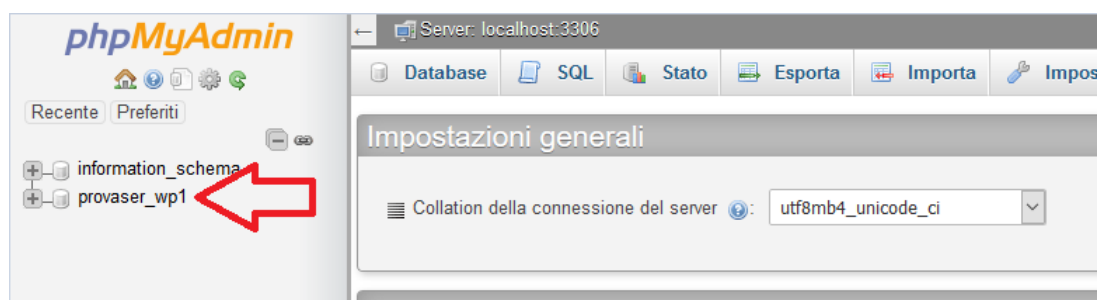 phpMyAdmin
Recente Preferiti
information_schema
provaser_wp1
Server: localhost:3306
Database SQL Stato Esporta Importa Impos
Impostazioni generali
Collation della connessione del server : utf8mb4_unicode_ci